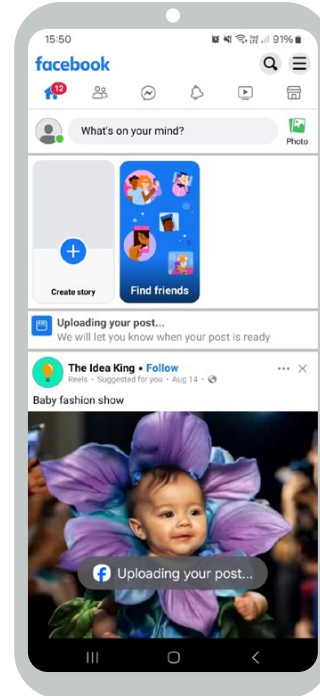 15:50
91%
facebook
12
What's on your mind?
Photo
Create story
Find friends
Uploading your post...
We will let you know when your post is ready
The Idea King • Follow
Reels • Suggested for you • Aug 14 •
Baby fashion show
Uploading your post...